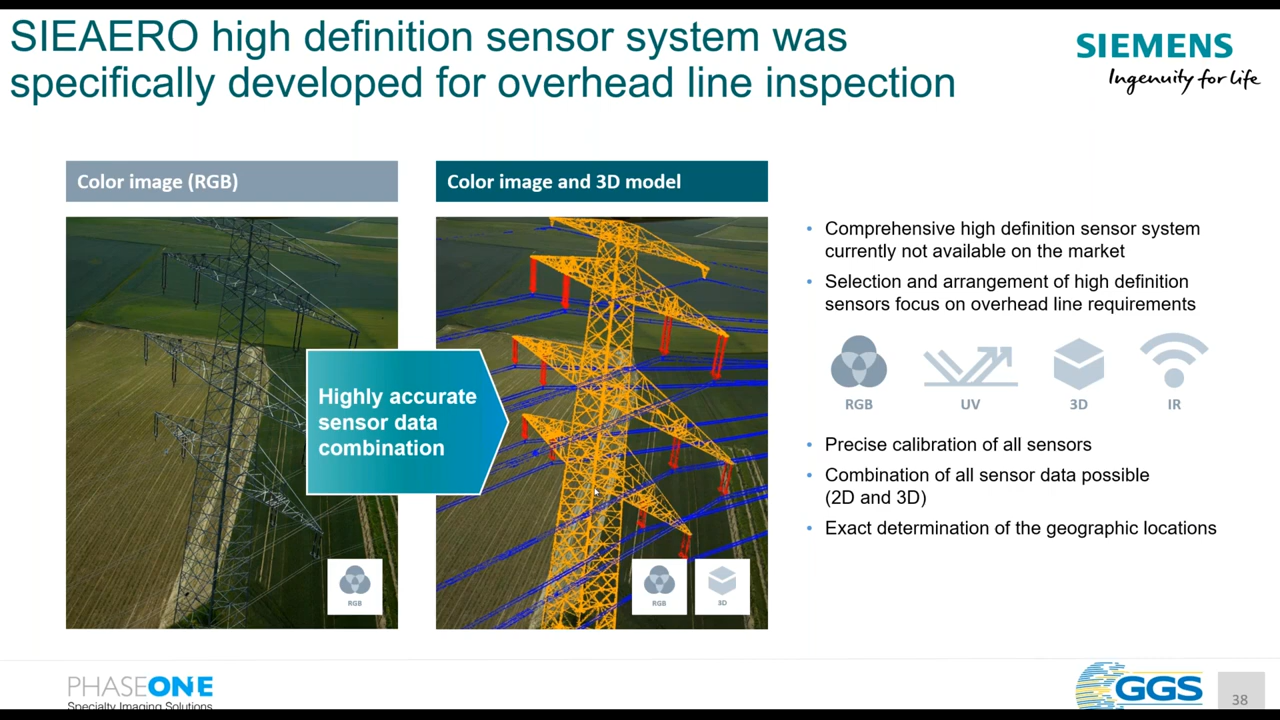 SIEAERO high definition sensor system was
specifically developed for overhead line inspection
SIEMENS
Ingenuity for life
Color image (RGB)
Color image and 3D model
Highly accurate
sensor data
combination
RGB
RGB
3D
• Comprehensive high definition sensor system
currently not available on the market
• Selection and arrangement of high definition
sensors focus on overhead line requirements
RGB
UV
3D
IR
• Precise calibration of all sensors
• Combination of all sensor data possible
(2D and 3D)
• Exact determination of the geographic locations
PHASEONE
Specialty Imaging Solutions
GGS
38